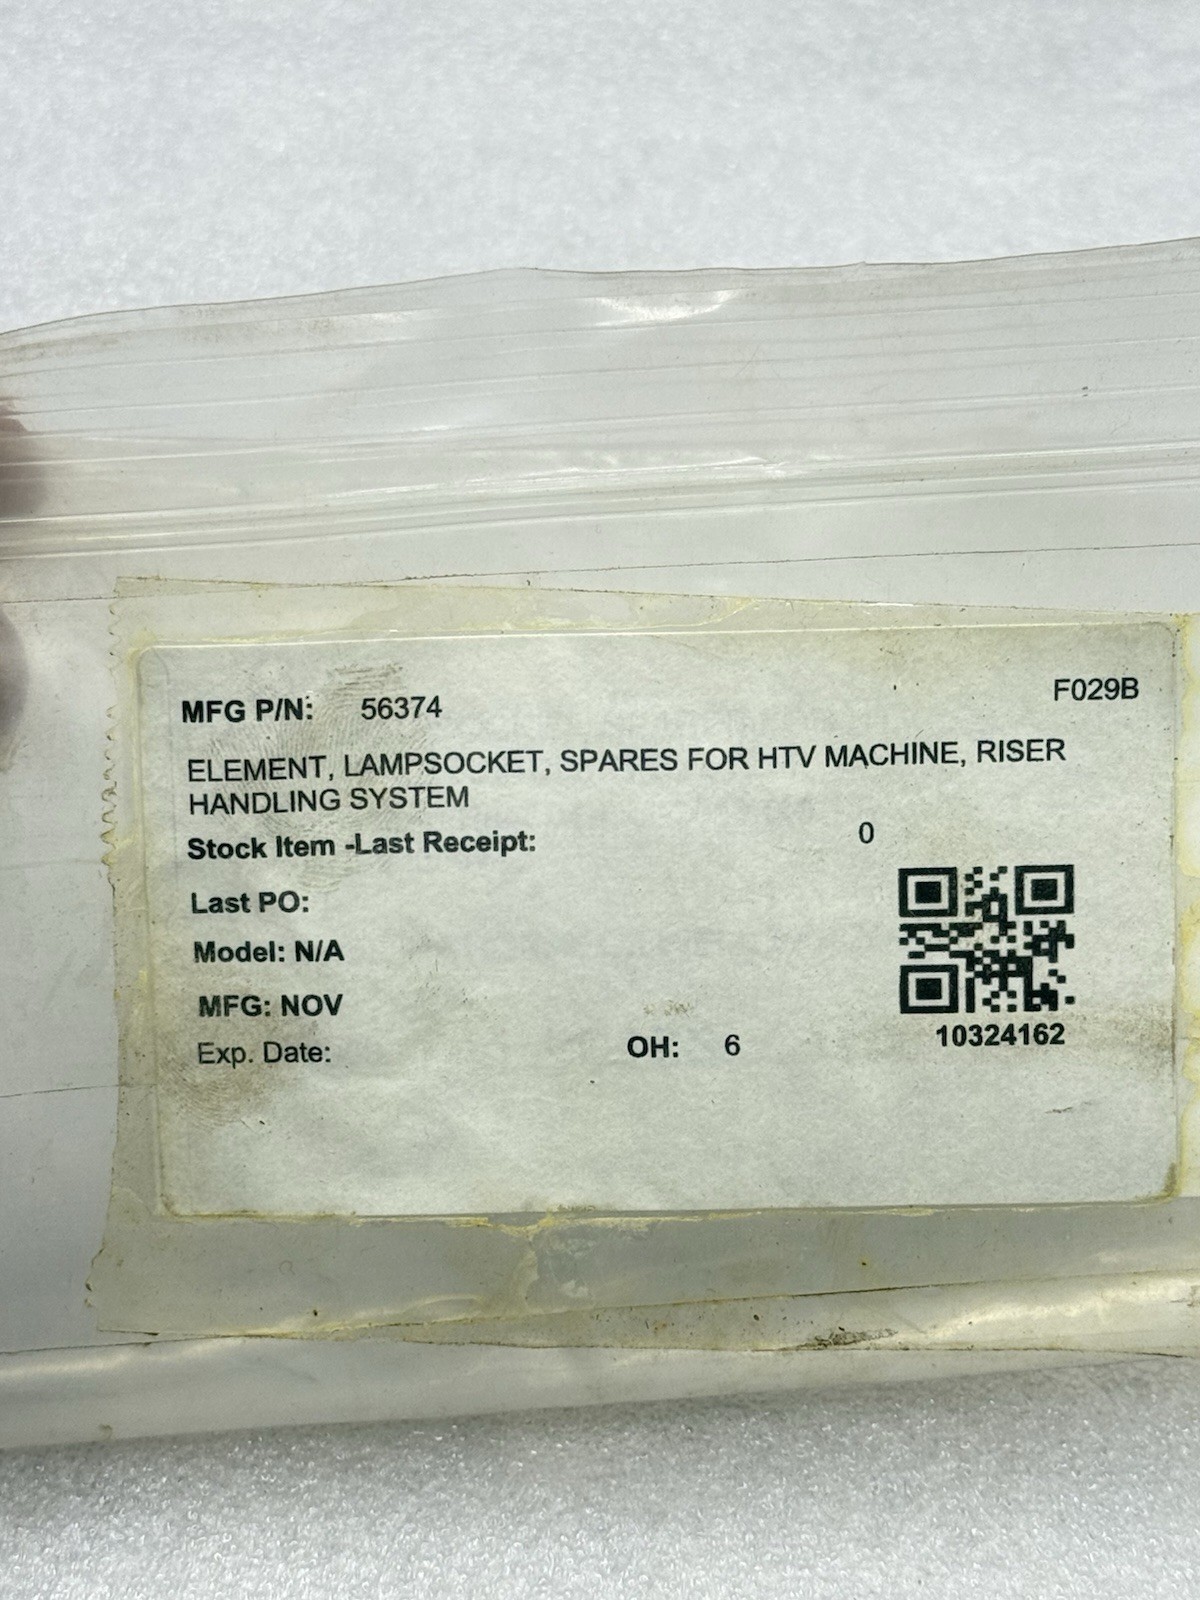 MFG P/N: 56374 F029B
ELEMENT, LAMPSOCKET, SPARES FOR HTV MACHINE, RISER
HANDLING SYSTEM
Stock Item -Last Receipt: 0
Last PO:
Model: N/A
MFG: NOV
Exp. Date: OH: 6
10324162